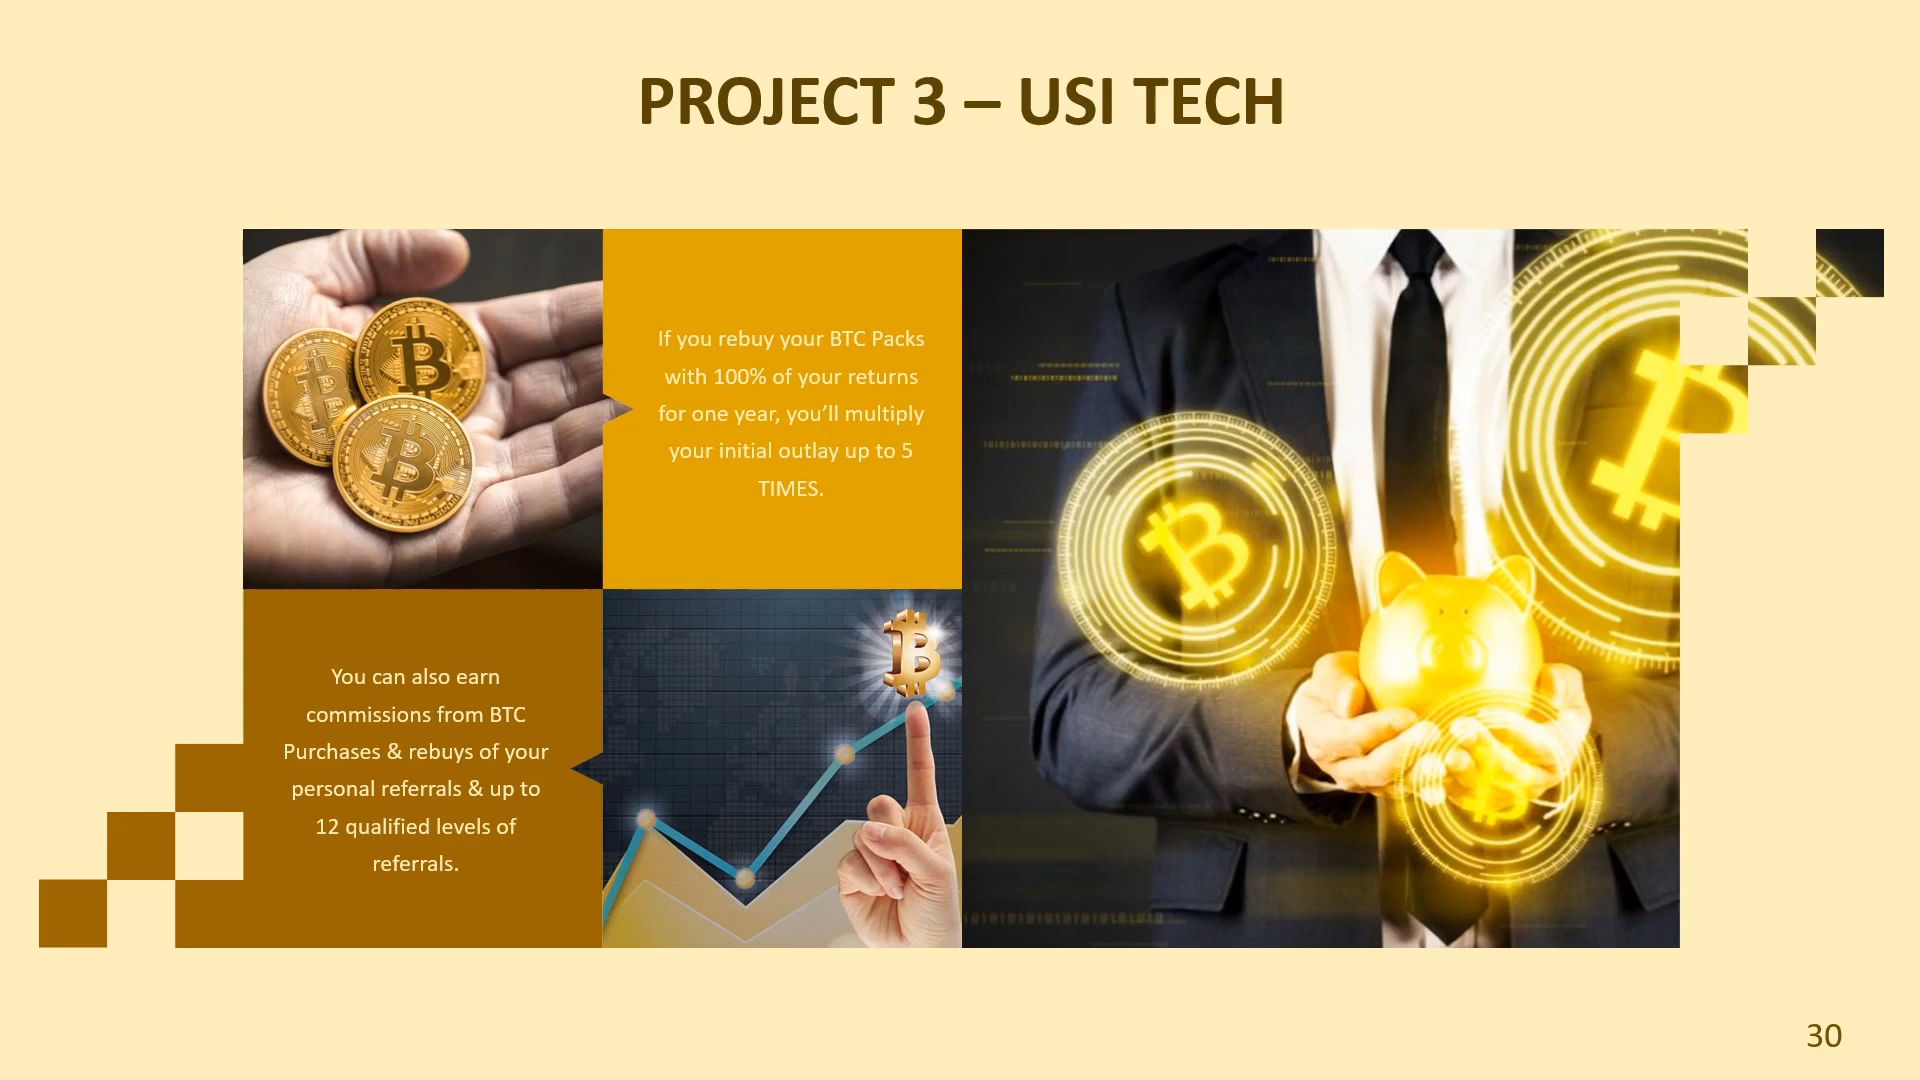 PROJECT 3 – USI TECH
If you rebuy your BTC Packs
with 100% of your returns
for one year, you’ll multiply
your initial outlay up to 5
TIMES.
You can also earn
commissions from BTC
Purchases & rebuys of your
personal referrals & up to
12 qualified levels of
referrals.
30